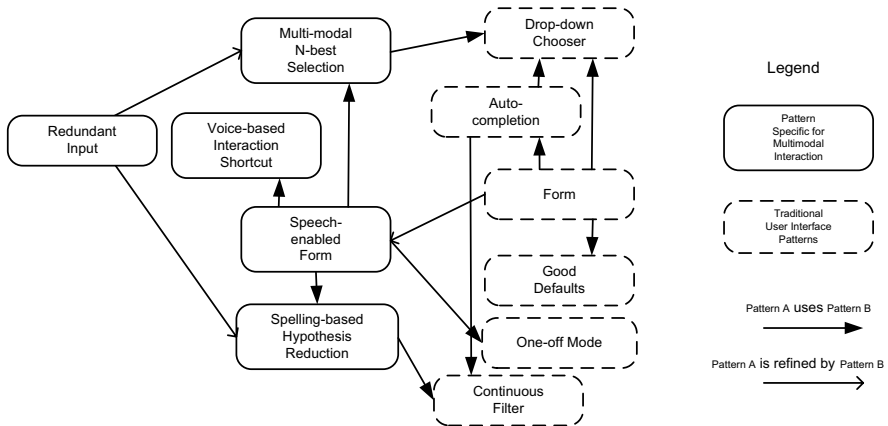 Multi-modal
N-best
Selection
Drop-down
Chooser
Legend
Redundant
Input
Voice-based
Interaction
Shortcut
Auto-
completion
Pattern
Specific for
Multimodal
Interaction
Speech-
enabled
Form
Form
Traditional
User Interface
Patterns
Good
Defaults
Spelling-based
Hypothesis
Reduction
One-off Mode
Continuous
Filter
Pattern A uses Pattern B
Pattern A is refined by Pattern B